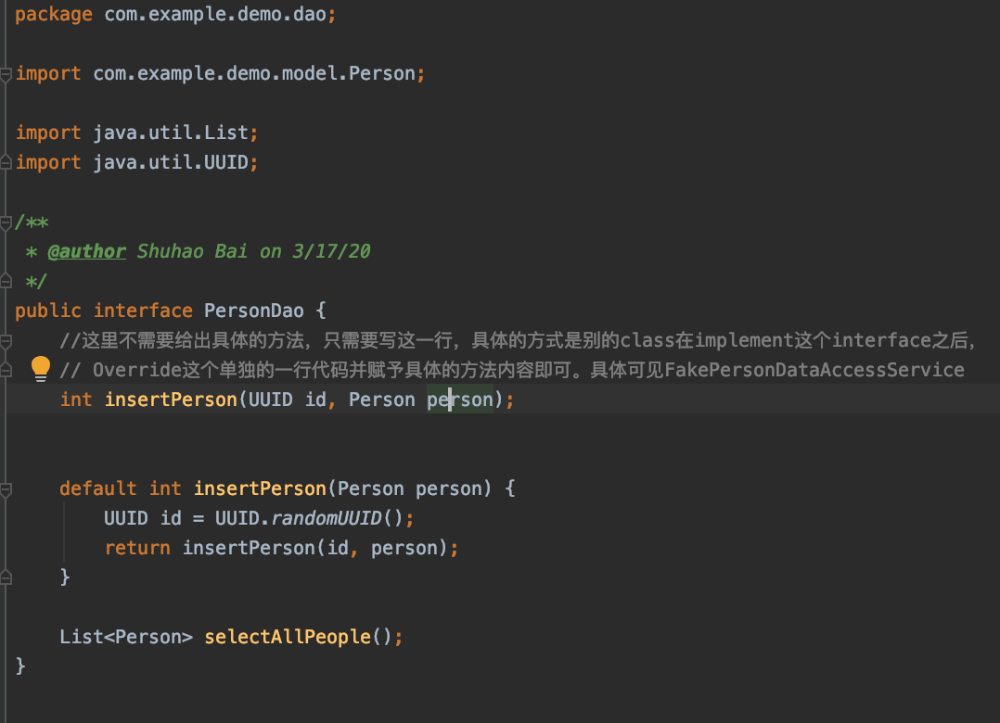 package com.example.demo.dao;
import com.example.demo.model.Person;
import java.util.List;
import java.util.UUID;
/**
* @author Shuhao Bai on 3/17/20
*/
public interface PersonDao {
//这里不需要给出具体的方法，只需要写这一行，具体的方式是别的class在implement这个interface之后，
// Override这个单独的一行代码并赋予具体的方法内容即可。具体可见FakePersonDataAccessService
int insertPerson(UUID id, Person person);
default int insertPerson(Person person) {
UUID id = UUID.randomUUID();
return insertPerson(id, person);
}
List<Person> selectAllPeople();
}